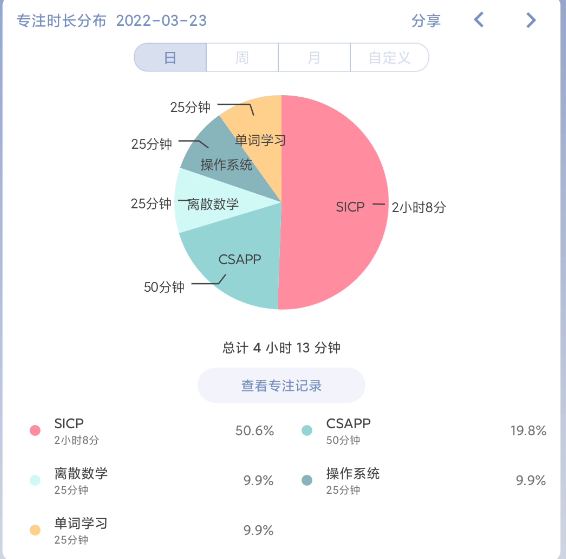 专注时长分布 2022-03-23 分享
日 周 月 自定义
25分钟
单词学习
25分钟
操作系统
25分钟 离散数学
SICP 2小时8分
CSAPP
50分钟
总计 4 小时 13 分钟
查看专注记录
SICP 50.6%
2小时8分
CSAPP 19.8%
50分钟
离散数学 9.9%
25分钟
操作系统 9.9%
25分钟
单词学习 9.9%
25分钟